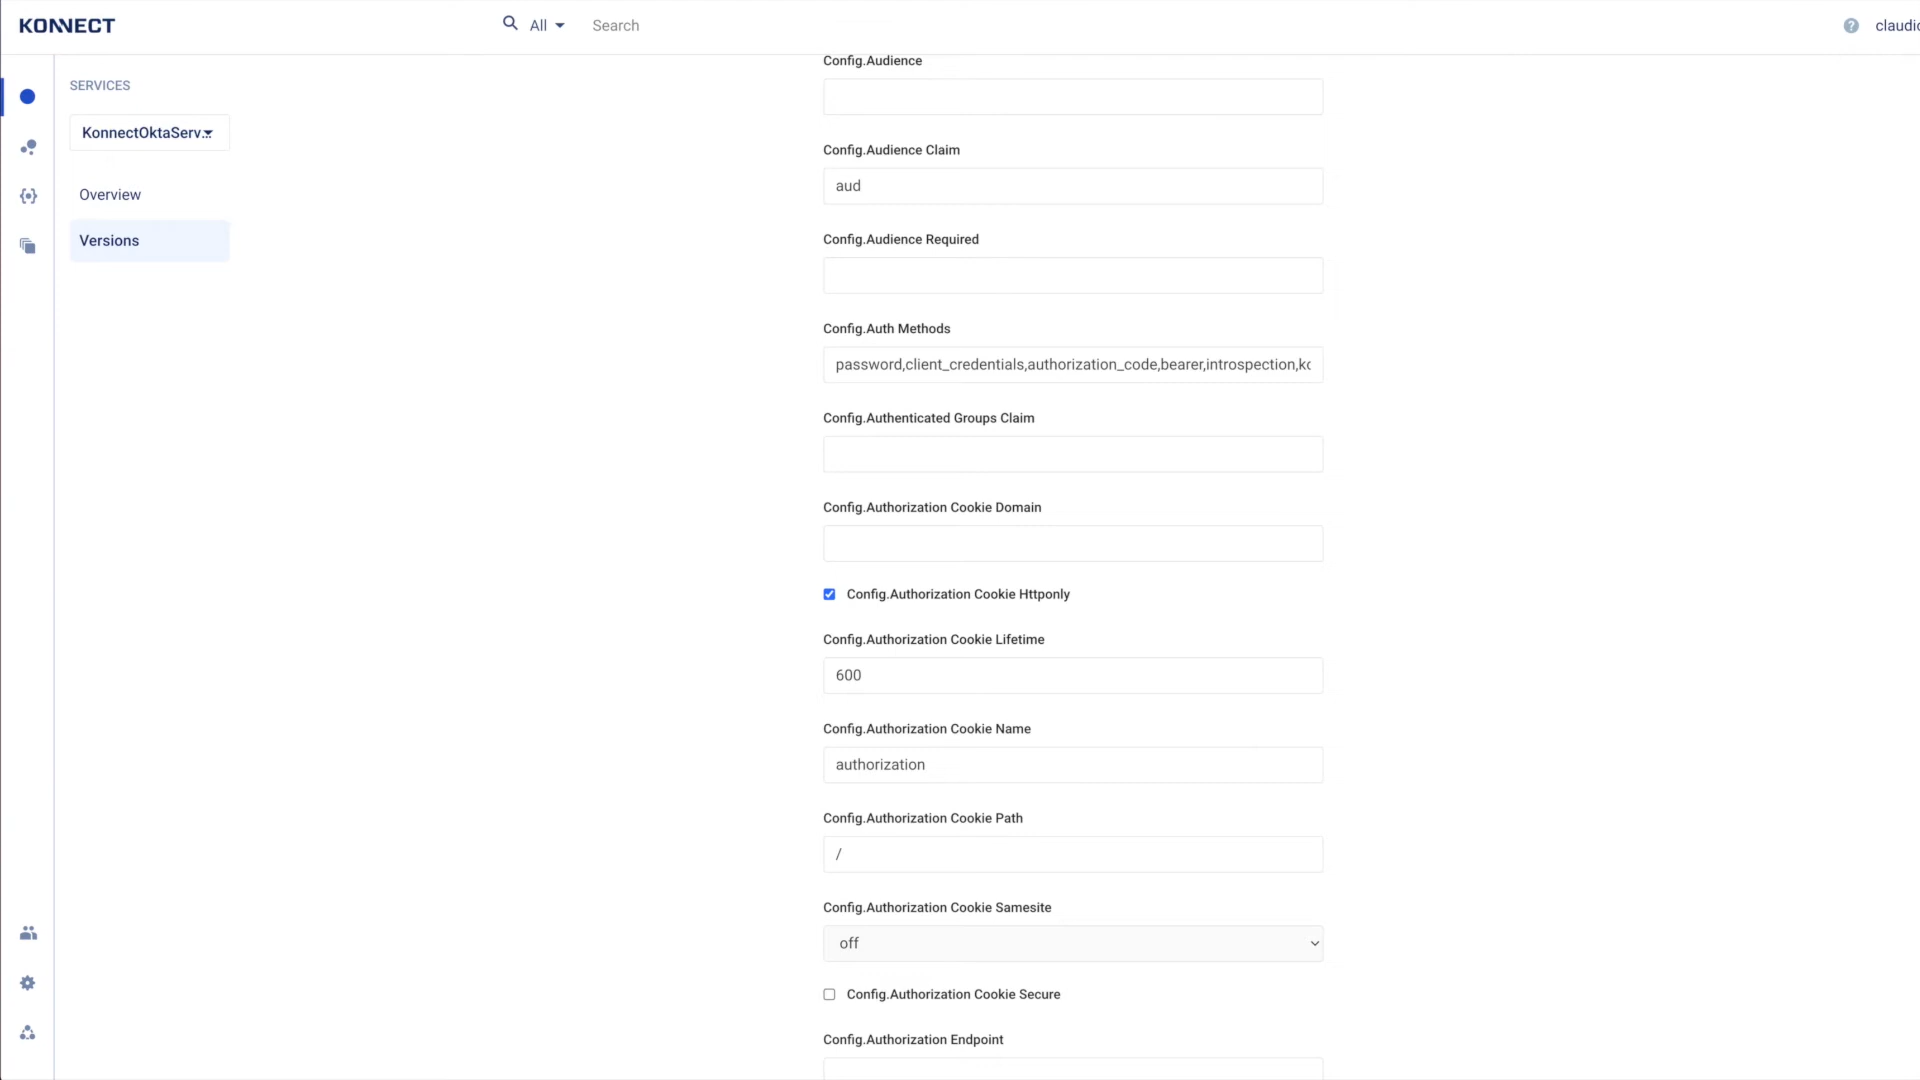 KONNECT
All
Search
?
SERVICES
KonnectOktaServ...
Overview
Versions
Config.Audience
Config.Audience Claim
aud
Config.Audience Required
Config.Auth Methods
password,client_credentials,authorization_code,bearer,introspection,
Config.Authenticated Groups Claim
Config.Authorization Cookie Domain
Config.Authorization Cookie Httponly
Config.Authorization Cookie Lifetime
600
Config.Authorization Cookie Name
authorization
Config.Authorization Cookie Path
/
Config.Authorization Cookie Samesite
off
Config.Authorization Cookie Secure
Config.Authorization Endpoint